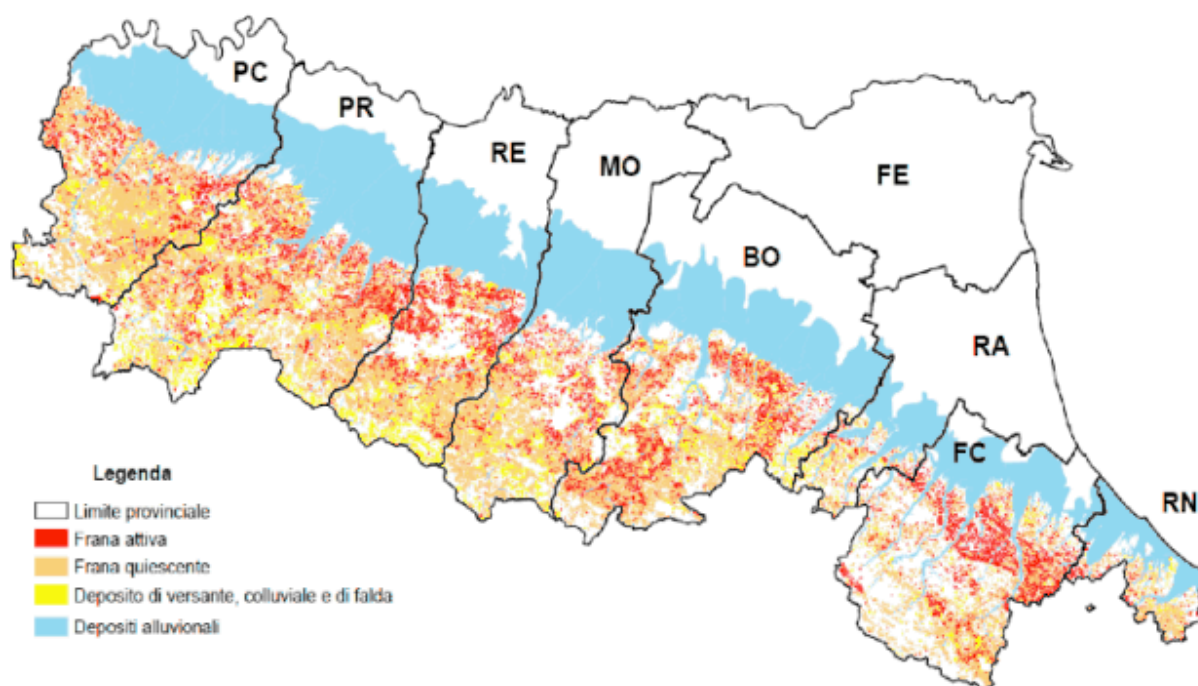 PC
PR
RE
MO
FE
BO
RA
FC
RN
Legenda
Limite provinciale
Frana attiva
Frana quiescente
Deposito di versante, colluviale e di falda
Depositi alluvionali